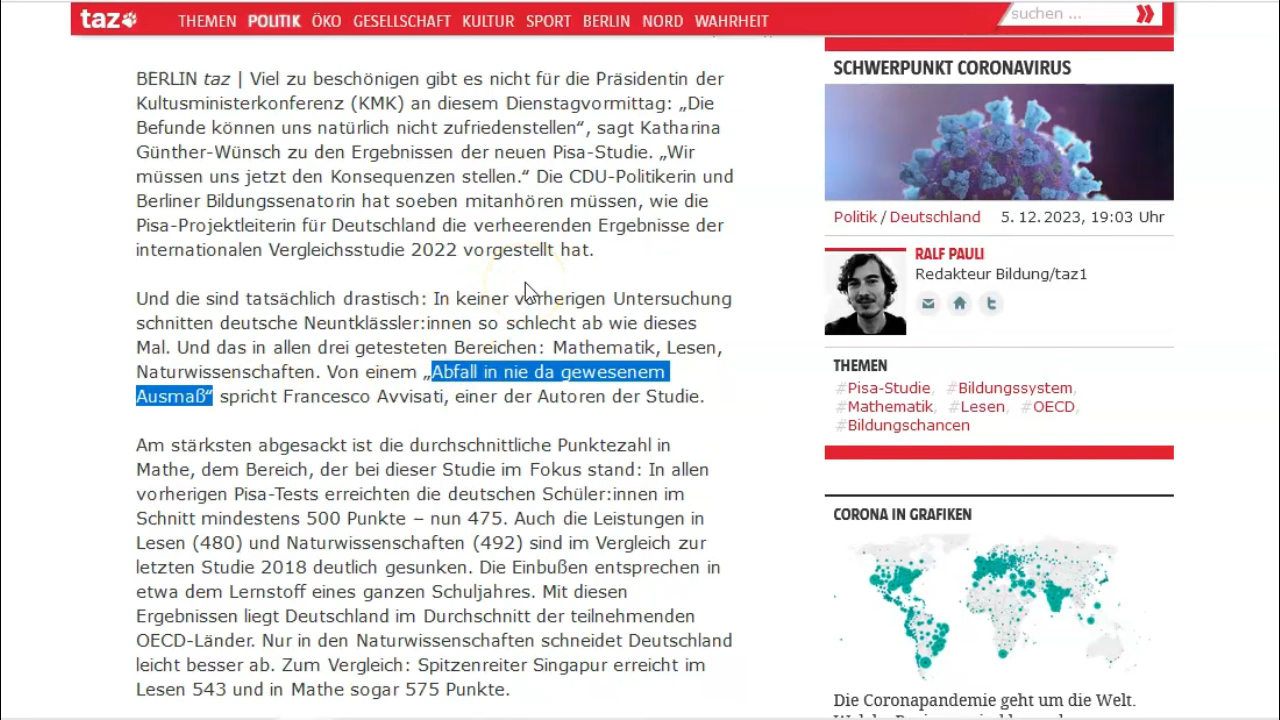 taz
THEMEN POLITIK ÖKO GESELLSCHAFT KULTUR SPORT BERLIN NORD WAHRHEIT
suchen ...
BERLIN taz | Viel zu beschönigen gibt es nicht für die Präsidentin der
Kultusministerkonferenz (KMK) an diesem Dienstagvormittag: „Die
Befunde können uns natürlich nicht zufriedenstellen“, sagt Katharina
Günther-Wünsch zu den Ergebnissen der neuen Pisa-Studie. „Wir
müssen uns jetzt den Konsequenzen stellen.“ Die CDU-Politikerin und
Berliner Bildungssenatorin hat soeben mitanhören müssen, wie die
Pisa-Projektleiterin für Deutschland die verheerenden Ergebnisse der
internationalen Vergleichsstudie 2022 vorgestellt hat.
Und die sind tatsächlich drastisch: In keiner vorherigen Untersuchung
schnitten deutsche Neuntklässler:innen so schlecht ab wie dieses
Mal. Und das in allen drei getesteten Bereichen: Mathematik, Lesen,
Naturwissenschaften. Von einem „Abfall in nie da gewesenem
Ausmaß“ spricht Francesco Avvisati, einer der Autoren der Studie.
Am stärksten abgesackt ist die durchschnittliche Punktezahl in
Mathe, dem Bereich, der bei dieser Studie im Fokus stand: In allen
vorherigen Pisa-Tests erreichten die deutschen Schüler:innen im
Schnitt mindestens 500 Punkte – nun 475. Auch die Leistungen in
Lesen (480) und Naturwissenschaften (492) sind im Vergleich zur
letzten Studie 2018 deutlich gesunken. Die Einbußen entsprechen in
etwa dem Lernstoff eines ganzen Schuljahres. Mit diesen
Ergebnissen liegt Deutschland im Durchschnitt der teilnehmenden
OECD-Länder. Nur in den Naturwissenschaften schneidet Deutschland
leicht besser ab. Zum Vergleich: Spitzenreiter Singapur erreicht im
Lesen 543 und in Mathe sogar 575 Punkte.
SCHWERPUNKT CORONAVIRUS
Politik / Deutschland 5. 12. 2023, 19:03 Uhr
RALF PAULI
Redakteur Bildung/taz1
THEMEN
#Pisa-Studie, #Bildungssystem,
#Mathematik, #Lesen, #OECD,
#Bildungschancen
CORONA IN GRAFIKEN
Die Coronapandemie geht um die Welt.